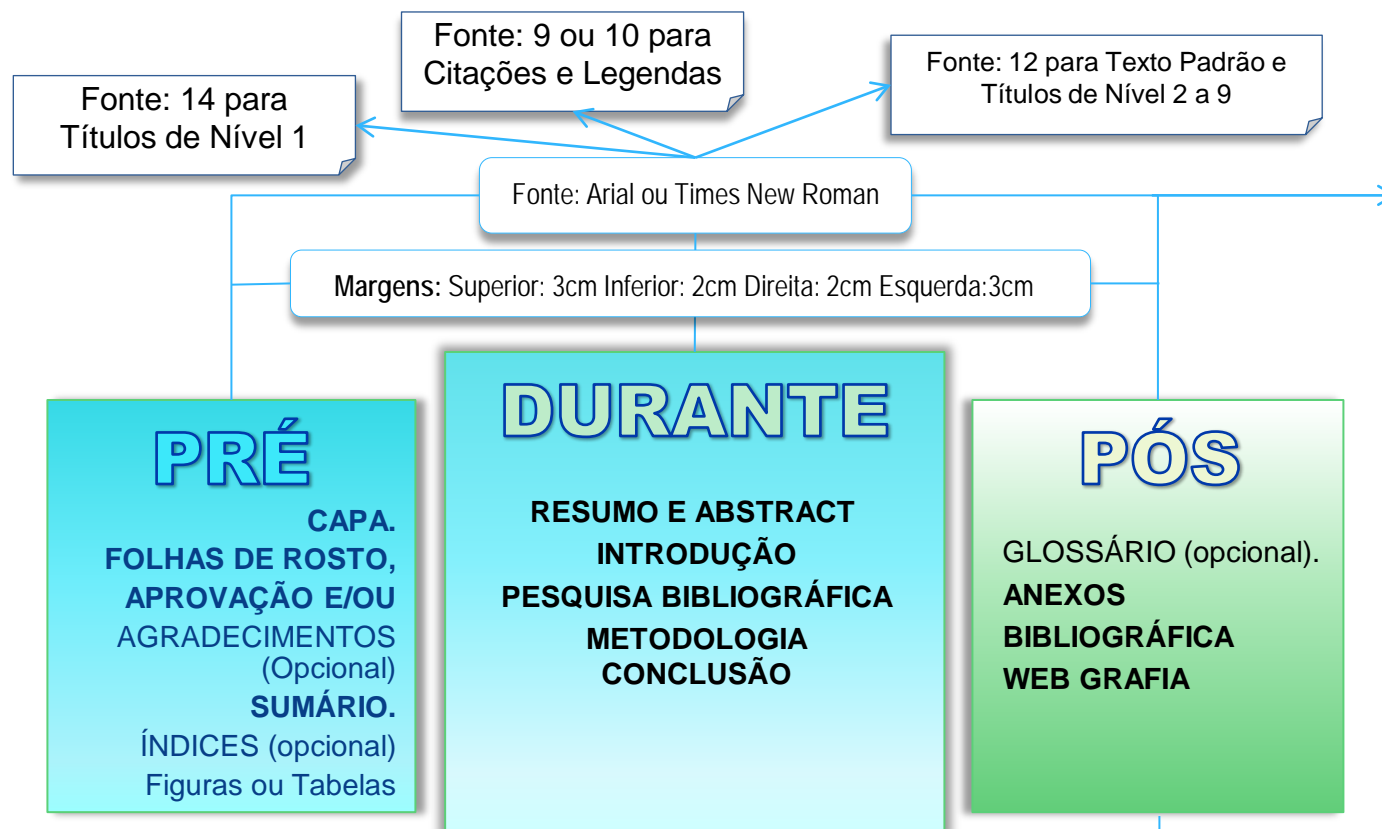 Fonte: 9 ou 10 para
Citações e Legendas
Fonte: 12 para Texto Padrão e
Títulos de Nível 2 a 9
Fonte: 14 para
Títulos de Nível 1
Fonte: Arial ou Times New Roman
Margens: Superior: 3cm Inferior: 2cm Direita: 2cm Esquerda:3cm
PRÉ
CAPA.
FOLHAS DE ROSTO,
APROVAÇÃO E/OU
AGRADECIMENTOS
(Opcional)
SUMÁRIO.
ÍNDICES (opcional)
Figuras ou Tabelas
DURANTE
RESUMO E ABSTRACT
INTRODUÇÃO
PESQUISA BIBLIOGRÁFICA
METODOLOGIA
CONCLUSÃO
PÓS
GLOSSÁRIO (opcional).
ANEXOS
BIBLIOGRÁFICA
WEB GRAFIA